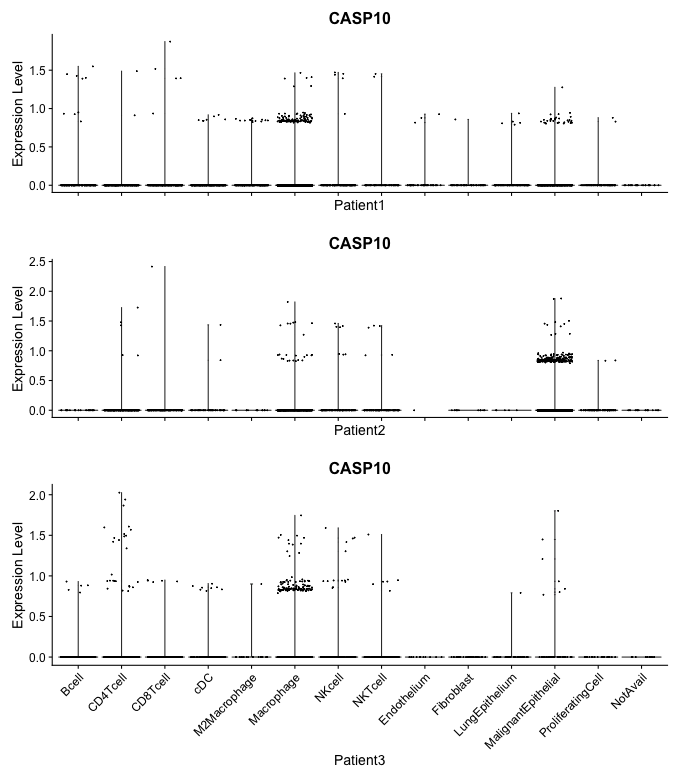 CASP10
Expression Level
1.5
1.0
0.5
0.0
Patient1
CASP10
Expression Level
2.5
2.0
1.5
1.0
0.5
0.0
Patient2
CASP10
Expression Level
2.0
1.5
1.0
0.5
0.0
Bcell
CD4Tcell
CD8Tcell
cDC
M2Macrophage
Macrophage
NKcell
NKTcell
Endothelium
Fibroblast
LungEpithelium
MalignantEpithelial
ProliferatingCell
NotAvail
Patient3